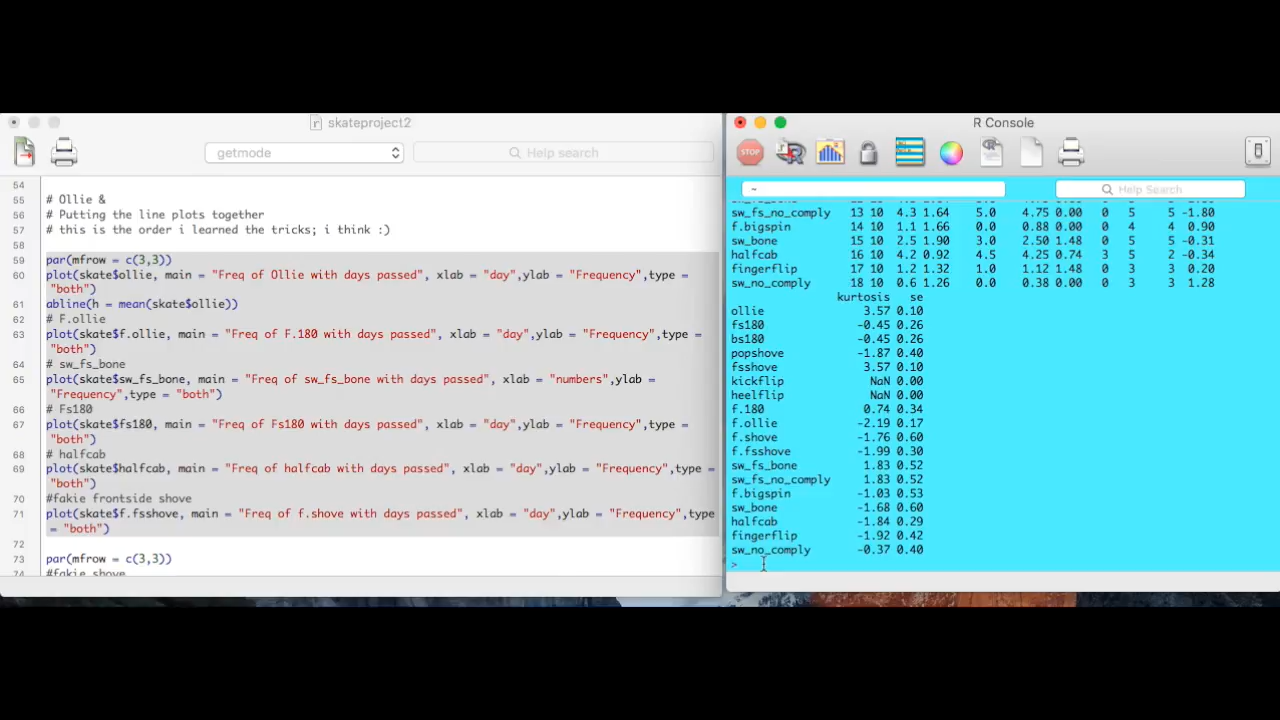 skateproject2
getmode
Help search
54
55 # Ollie &
56 # Putting the line plots together
57 # this is the order i learned the tricks; i think :)
58
59 par(mfrow = c(3,3))
60 plot(skate$ollie, main = "Freq of Ollie with days passed", xlab = "day",ylab = "Frequency",type =
"both")
61 abline(h = mean(skate$ollie))
62 # F.ollie
63 plot(skate$f.ollie, main = "Freq of F.180 with days passed", xlab = "day",ylab = "Frequency",type =
"both")
64 # sw_fs_bone
65 plot(skate$sw_fs_bone, main = "Freq of sw_fs_bone with days passed", xlab = "numbers",ylab =
"Frequency",type = "both")
66 # Fs180
67 plot(skate$fs180, main = "Freq of Fs180 with days passed", xlab = "day",ylab = "Frequency",type =
"both")
68 # halfcab
69 plot(skate$halfcab, main = "Freq of halfcab with days passed", xlab = "day",ylab = "Frequency",type =
"both")
70 #fakie frontside shove
71 plot(skate$f.fsshove, main = "Freq of f.shove with days passed", xlab = "day",ylab = "Frequency",type
= "both")
72
73 par(mfrow = c(3,3))
74 #fakie shove
R Console
STOP
~
Help Search
sw_fs_no_comply 13 10 4.3 1.64 5.0 4.75 0.00 0 5 5 -1.80
f.bigspin 14 10 1.1 1.66 0.0 0.88 0.00 0 4 4 0.90
sw_bone 15 10 2.5 1.90 3.0 2.50 1.48 0 5 5 -0.31
halfcab 16 10 4.2 0.92 4.5 4.25 0.74 3 5 2 -0.34
fingerflip 17 10 1.2 1.32 1.0 1.12 1.48 0 3 3 0.20
sw_no_comply 18 10 0.6 1.26 0.0 0.38 0.00 0 3 3 1.28
kurtosis se
ollie 3.57 0.10
fs180 -0.45 0.26
bs180 -0.45 0.26
popshove -1.87 0.40
fsshove 3.57 0.10
kickflip NaN 0.00
heelflip NaN 0.00
f.180 0.74 0.34
f.ollie -2.19 0.17
f.shove -1.76 0.60
f.fsshove -1.99 0.30
sw_fs_bone 1.83 0.52
sw_fs_no_comply 1.83 0.52
f.bigspin -1.03 0.53
sw_bone -1.68 0.60
halfcab -1.84 0.29
fingerflip -1.92 0.42
sw_no_comply -0.37 0.40
>